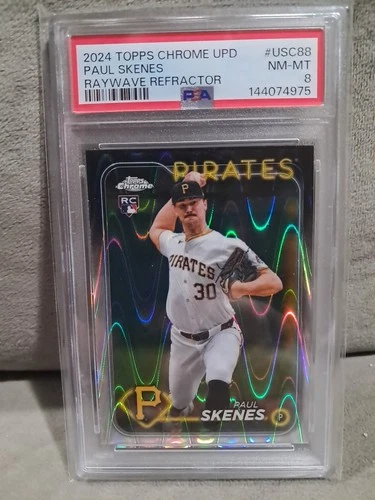 2024 TOPPS CHROME UPD #USC88
PAUL SKENES NM-MT
RAYWAVE REFRACTOR 8
PSA 144074975
PIRATES
Topps
Chrome
RC
P
PIRATES
30
P
PAUL
SKENES P